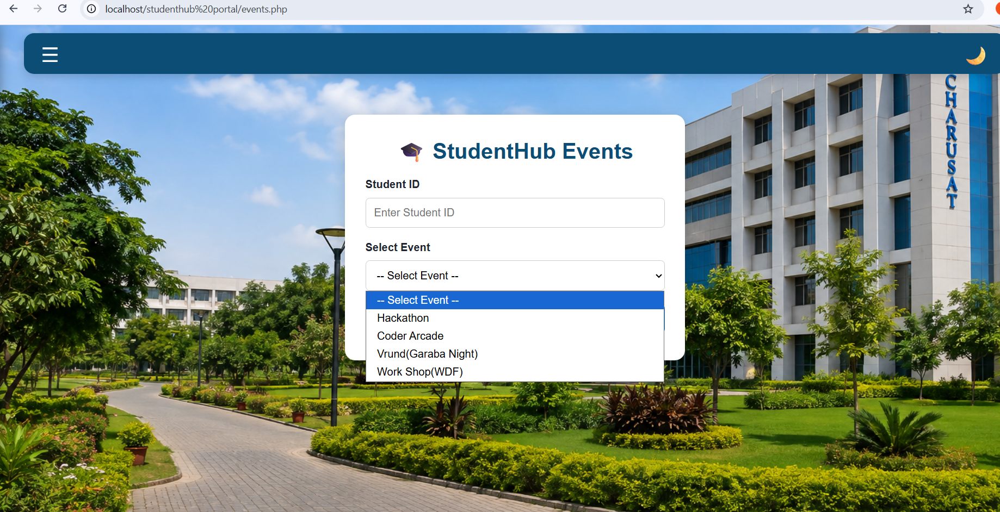 localhost/studenthub%20portal/events.php
CHARUSAT
StudentHub Events
Student ID
Enter Student ID
Select Event
-- Select Event --
-- Select Event --
Hackathon
Coder Arcade
Vrund(Garaba Night)
Work Shop(WDF)